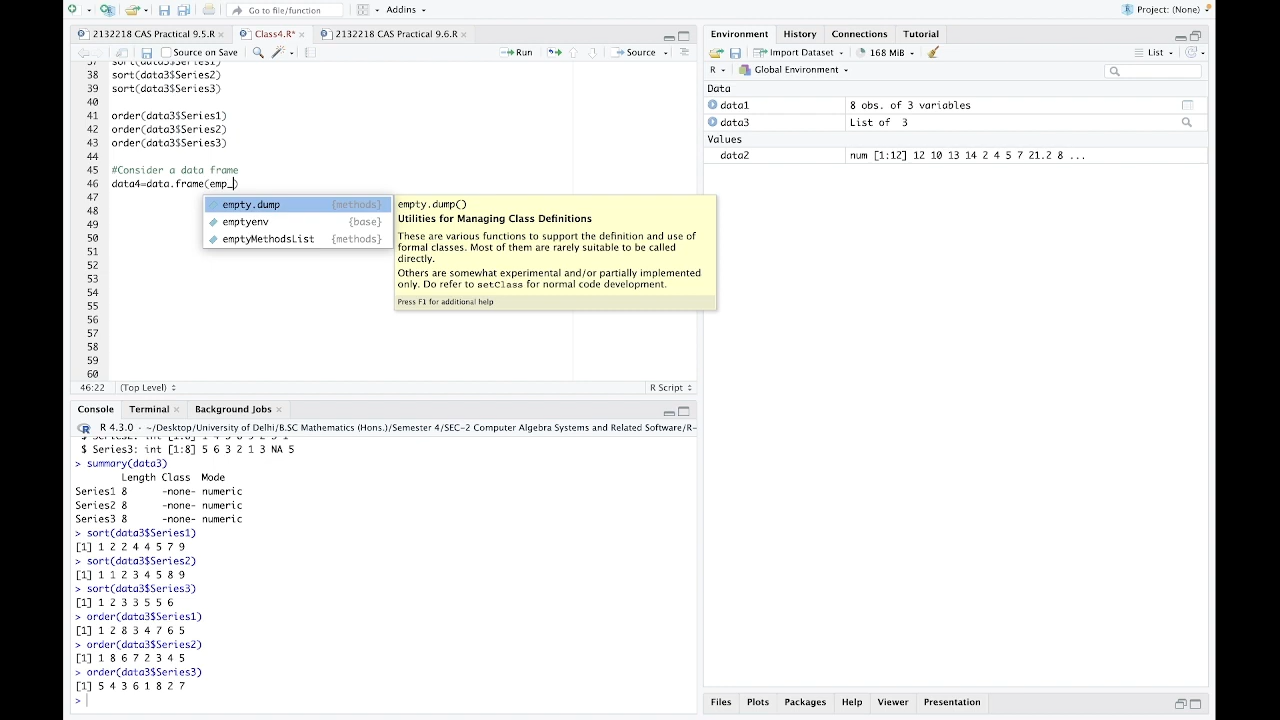 Go to file/function
Addins
Project: (None)
2132218 CAS Practical 9.5.R
Class4.R*
2132218 CAS Practical 9.6.R
Source on Save
Run
Source
37 sort(data3$Series1)
38 sort(data3$Series2)
39 sort(data3$Series3)
40
41 order(data3$Series1)
42 order(data3$Series2)
43 order(data3$Series3)
44
45 #Consider a data frame
46 data4=data.frame(emp_)
47
48
49
50
51
52
53
54
55
56
57
58
59
60
empty.dump {methods}
emptyenv {base}
emptyMethodsList {methods}
empty.dump()
Utilities for Managing Class Definitions
These are various functions to support the definition and use of
formal classes. Most of them are rarely suitable to be called
directly.
Others are somewhat experimental and/or partially implemented
only. Do refer to setClass for normal code development.
Press F1 for additional help
46:22 (Top Level) R Script
Console Terminal Background Jobs
R 4.3.0 · ~/Desktop/University of Delhi/B.SC Mathematics (Hons.)/Semester 4/SEC-2 Computer Algebra Systems and Related Software/R-
$ Series3: int [1:8] 5 6 3 2 1 3 NA 5
> summary(data3)
Length Class Mode
Series1 8 -none- numeric
Series2 8 -none- numeric
Series3 8 -none- numeric
> sort(data3$Series1)
[1] 1 2 2 4 4 5 7 9
> sort(data3$Series2)
[1] 1 1 2 3 4 5 8 9
> sort(data3$Series3)
[1] 1 2 3 3 5 5 6
> order(data3$Series1)
[1] 1 2 8 3 4 7 6 5
> order(data3$Series2)
[1] 1 8 6 7 2 3 4 5
> order(data3$Series3)
[1] 5 4 3 6 1 8 2 7
>
Environment History Connections Tutorial
Import Dataset 168 MiB List
R Global Environment
Data
data1 8 obs. of 3 variables
data3 List of 3
Values
data2 num [1:12] 12 10 13 14 2 4 5 7 21.2 8 ...
Files Plots Packages Help Viewer Presentation